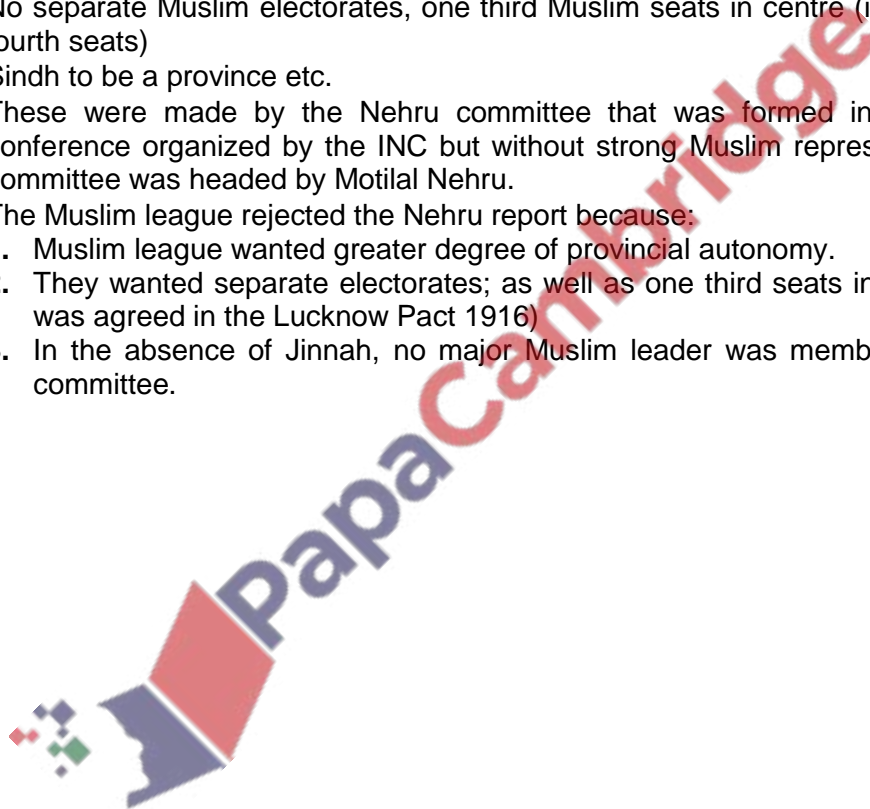 No separate Muslim electorates, one third Muslim seats in centre (i
fourth seats)
Sindh to be a province etc.
These were made by the Nehru committee that was formed in
conference organized by the INC but without strong Muslim repres
committee was headed by Motilal Nehru.
The Muslim league rejected the Nehru report because:
. Muslim league wanted greater degree of provincial autonomy.
. They wanted separate electorates; as well as one third seats in
was agreed in the Lucknow Pact 1916)
. In the absence of Jinnah, no major Muslim leader was memb
committee.
PapaCambridge